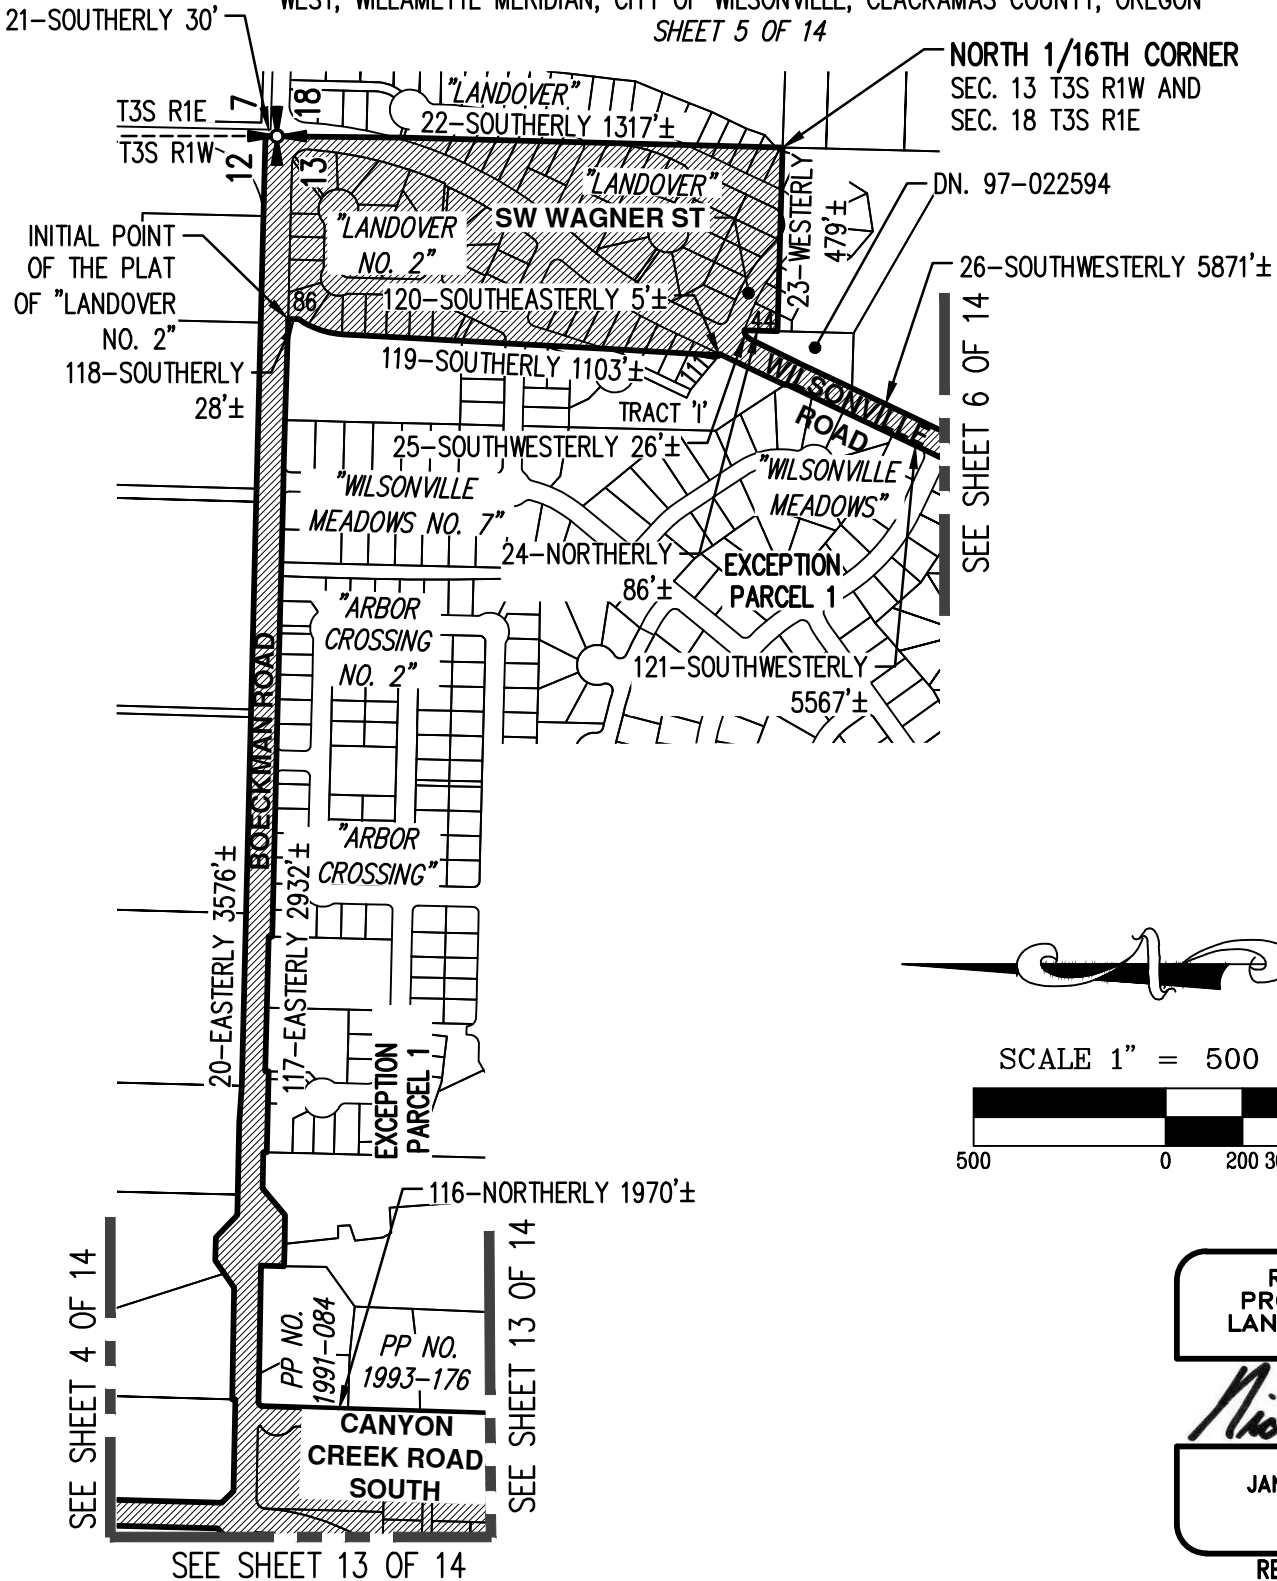 WEST, WILLAMETTE MERIDIAN, CITY OF WILSONVILLE, CLACKAMAS COUNTY, OREGON
SHEET 5 OF 14
21-SOUTHERLY 30'
NORTH 1/16TH CORNER
SEC. 13 T3S R1W AND
SEC. 18 T3S R1E
T3S R1E
7
18
T3S R1W
12
13
"LANDOVER"
22-SOUTHERLY 1317'±
"LANDOVER"
SW WAGNER ST
"LANDOVER
NO. 2"
23-WESTERLY
479'±
DN. 97-022594
INITIAL POINT
OF THE PLAT
OF "LANDOVER
NO. 2"
86
120-SOUTHEASTERLY 5'±
44
26-SOUTHWESTERLY 5871'±
118-SOUTHERLY
28'±
119-SOUTHERLY 1103'±
111
TRACT 'I'
WILSONVILLE
ROAD
25-SOUTHWESTERLY 26'±
SEE SHEET 6 OF 14
"WILSONVILLE
MEADOWS NO. 7"
"WILSONVILLE
MEADOWS"
24-NORTHERLY
86'±
EXCEPTION
PARCEL 1
"ARBOR
CROSSING
NO. 2"
121-SOUTHWESTERLY
5567'±
BOECKMAN ROAD
"ARBOR
CROSSING"
20-EASTERLY 3576'±
117-EASTERLY 2932'±
EXCEPTION
PARCEL 1
SCALE 1" = 500
500
0
200
116-NORTHERLY 1970'±
SEE SHEET 4 OF 14
PP NO.
1991-084
PP NO.
1993-176
SEE SHEET 13 OF 14
CANYON
CREEK ROAD
SOUTH
SEE SHEET 13 OF 14